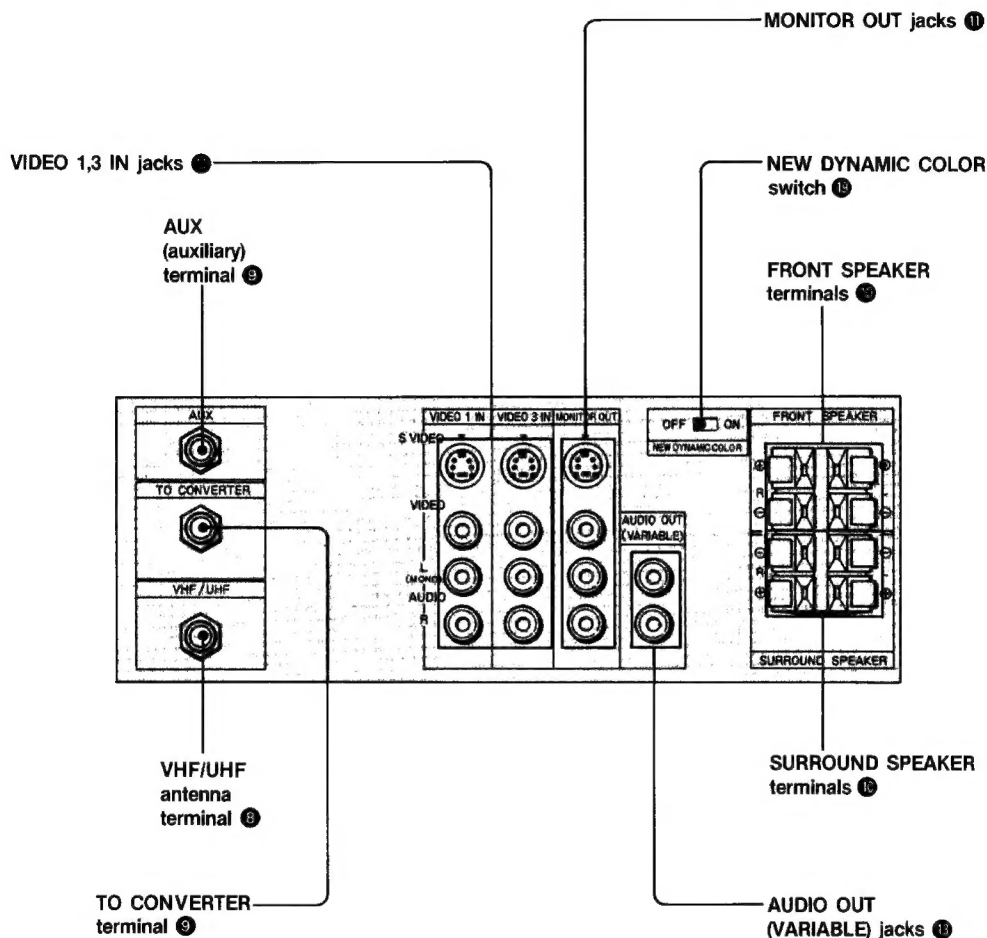 MONITOR OUT jacks ⓫
VIDEO 1,3 IN jacks
NEW DYNAMIC COLOR
switch ⓳
AUX
(auxiliary)
terminal ❾
FRONT SPEAKER
terminals
AUX
TO CONVERTER
VHF/UHF
VIDEO 1 IN VIDEO 3 IN MONITOR OUT
S VIDEO
VIDEO
L
(MONO)
AUDIO
R
OFF ON
NEW DYNAMIC COLOR
AUDIO OUT
(VARIABLE)
FRONT SPEAKER
⊕ ⊕
R L
⊖ ⊖
⊖ ⊖
R L
⊕ ⊕
SURROUND SPEAKER
VHF/UHF
antenna
terminal ❽
SURROUND SPEAKER
terminals
TO CONVERTER
terminal ❾
AUDIO OUT
(VARIABLE) jacks